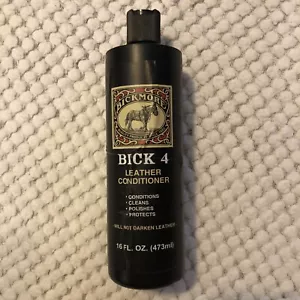 BICKMORE
BICK 4
LEATHER
CONDITIONER
• CONDITIONS
• CLEANS
• POLISHES
• PROTECTS
WILL NOT DARKEN LEATHER
16 FL. OZ. (473ml)